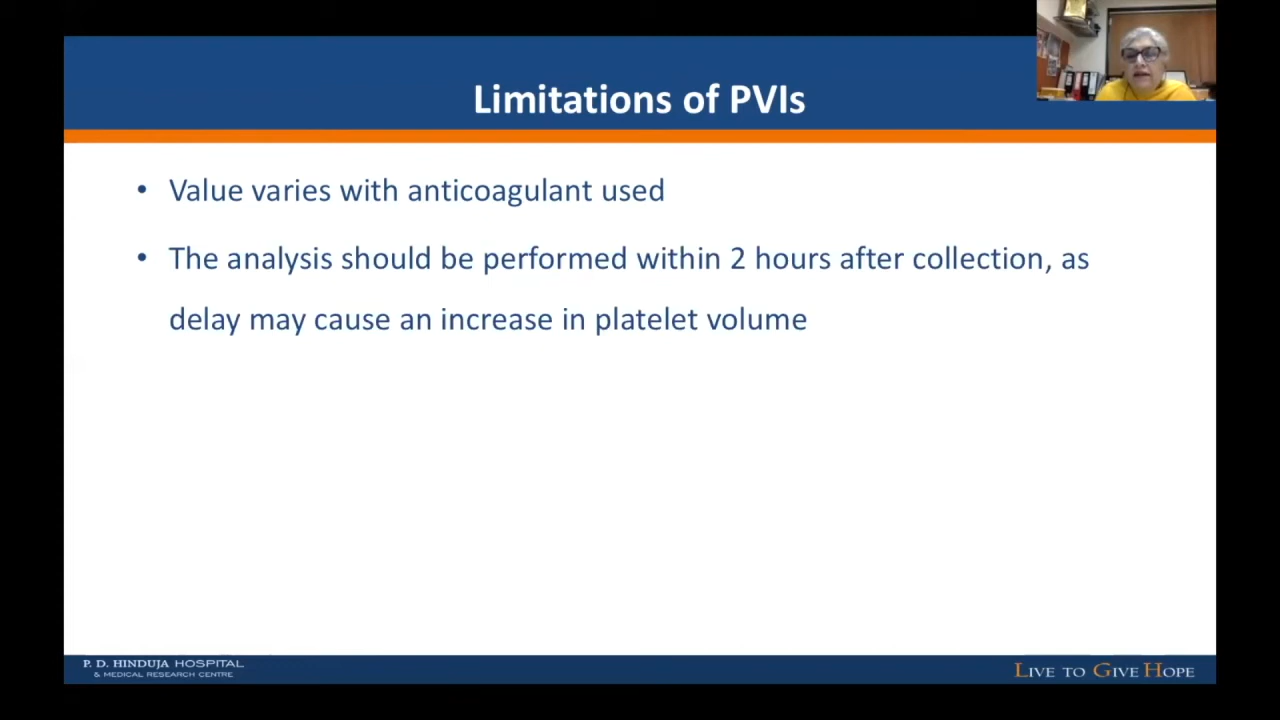 Limitations of PVIs
• Value varies with anticoagulant used
• The analysis should be performed within 2 hours after collection, as
delay may cause an increase in platelet volume
P. D. HINDUJA HOSPITAL
& MEDICAL RESEARCH CENTRE
LIVE TO GIVE HOPE